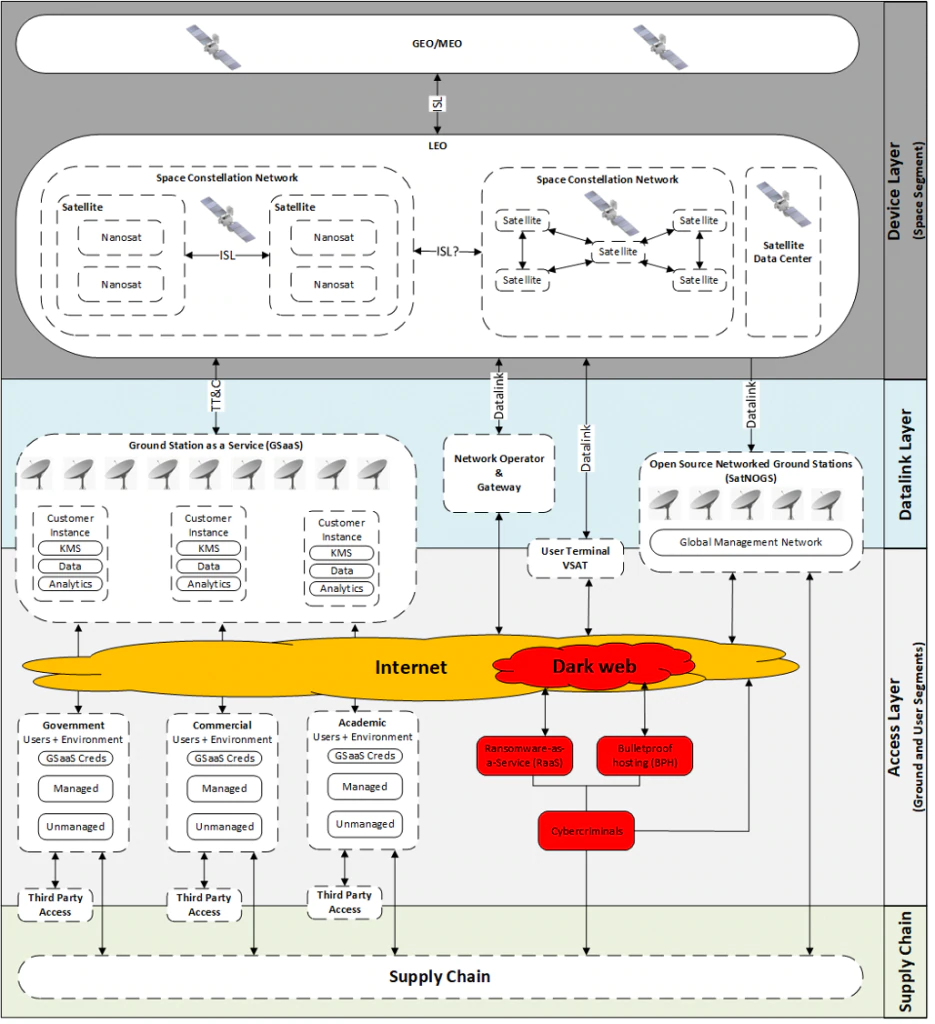 GEO/MEO
ISL
LEO
Space Constellation Network
Satellite
Nanosat
Nanosat
ISL
Satellite
Nanosat
Nanosat
ISL?
Space Constellation Network
Satellite
Satellite
Satellite
Satellite
Satellite
Satellite
Data Center
Device Layer
(Space Segment)
TT&C
Datalink
Datalink
Datalink
Ground Station as a Service (GSaaS)
Customer
Instance
KMS
Data
Analytics
Customer
Instance
KMS
Data
Analytics
Customer
Instance
KMS
Data
Analytics
Network Operator
&
Gateway
User Terminal
VSAT
Open Source Networked Ground Stations
(SatNOGS)
Global Management Network
Datalink Layer
Internet
Dark web
Government
Users + Environment
GSaaS Creds
Managed
Unmanaged
Commercial
Users + Environment
GSaaS Creds
Managed
Unmanaged
Academic
Users + Environment
GSaaS Creds
Managed
Unmanaged
Ransomware-as-
a-Service (RaaS)
Bulletproof
hosting (BPH)
Cybercriminals
Third Party
Access
Third Party
Access
Third Party
Access
Access Layer
(Ground and User Segments)
Supply Chain
Supply Chain